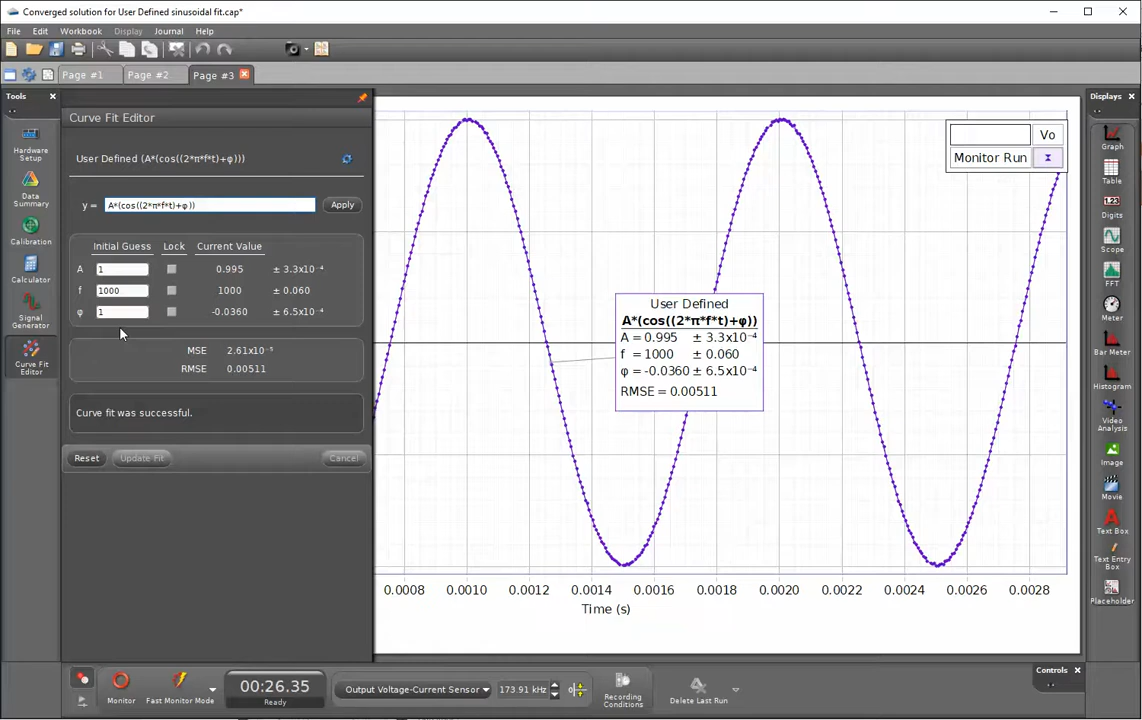 Converged solution for User Defined sinusoidal fit.cap*
File Edit Workbook Display Journal Help
Page #1 Page #2 Page #3
Tools
Hardware Setup
Data Summary
Calibration
Calculator
Signal Generator
Curve Fit Editor
Curve Fit Editor
User Defined (A*(cos((2*π*f*t)+φ)))
y = A*(cos((2*π*f*t)+φ)) Apply
Initial Guess Lock Current Value
A 1 0.995 ± 3.3x10⁻⁴
f 1000 1000 ± 0.060
φ 1 -0.0360 ± 6.5x10⁻⁴
MSE 2.61x10⁻⁵
RMSE 0.00511
Curve fit was successful.
Reset Update Fit Cancel
Vo
Monitor Run
User Defined
A*(cos((2*π*f*t)+φ))
A = 0.995 ± 3.3x10⁻⁴
f = 1000 ± 0.060
φ = -0.0360 ± 6.5x10⁻⁴
RMSE = 0.00511
0.0008 0.0010 0.0012 0.0014 0.0016 0.0018 0.0020 0.0022 0.0024 0.0026 0.0028
Time (s)
Displays
Graph
Table
1.23
Digits
Scope
FFT
Meter
Bar Meter
Histogram
Video Analysis
Image
Movie
Text Box
Text Entry Box
Placeholder
Monitor
Fast Monitor Mode
00:26.35
Ready
Output Voltage-Current Sensor
173.91 kHz
Recording Conditions
Delete Last Run
Controls